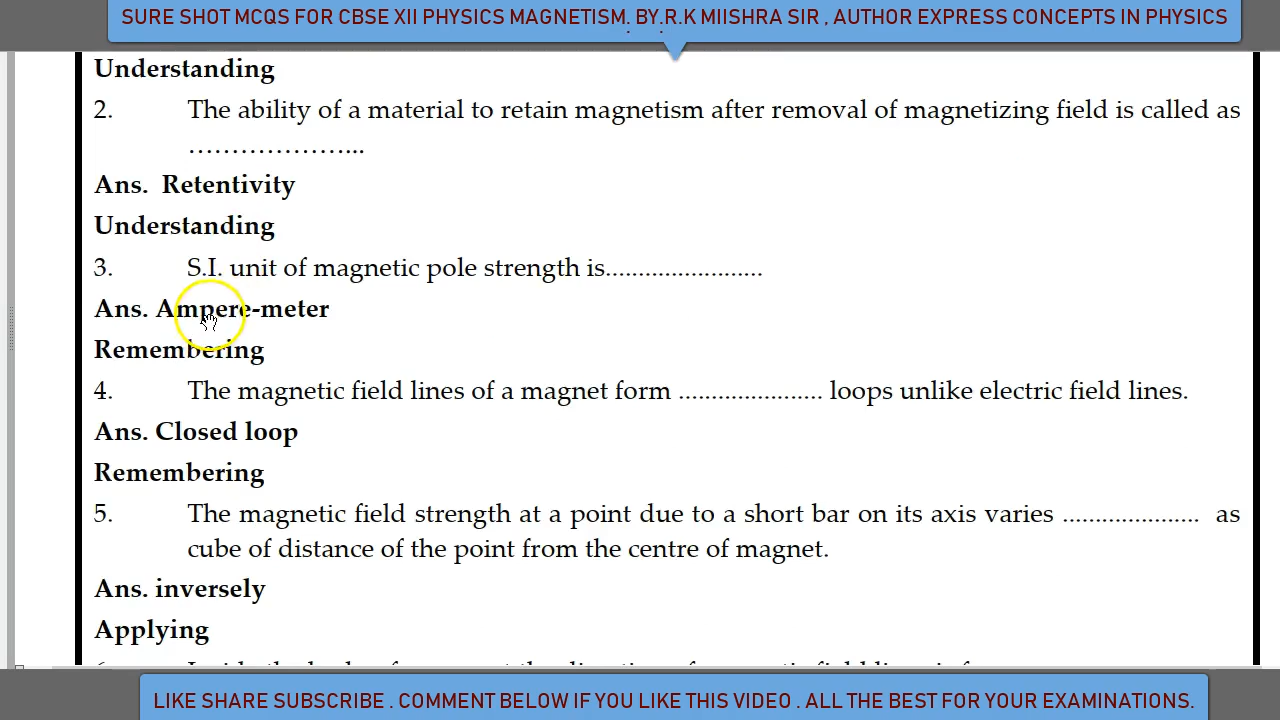 SURE SHOT MCQS FOR CBSE XII PHYSICS MAGNETISM. BY.R.K MIISHRA SIR , AUTHOR EXPRESS CONCEPTS IN PHYSICS
Understanding
2. The ability of a material to retain magnetism after removal of magnetizing field is called as
…………………...
Ans. Retentivity
Understanding
3. S.I. unit of magnetic pole strength is........................
Ans. Ampere-meter
Remembering
4. The magnetic field lines of a magnet form ...................... loops unlike electric field lines.
Ans. Closed loop
Remembering
5. The magnetic field strength at a point due to a short bar on its axis varies ..................... as
cube of distance of the point from the centre of magnet.
Ans. inversely
Applying
LIKE SHARE SUBSCRIBE . COMMENT BELOW IF YOU LIKE THIS VIDEO . ALL THE BEST FOR YOUR EXAMINATIONS.